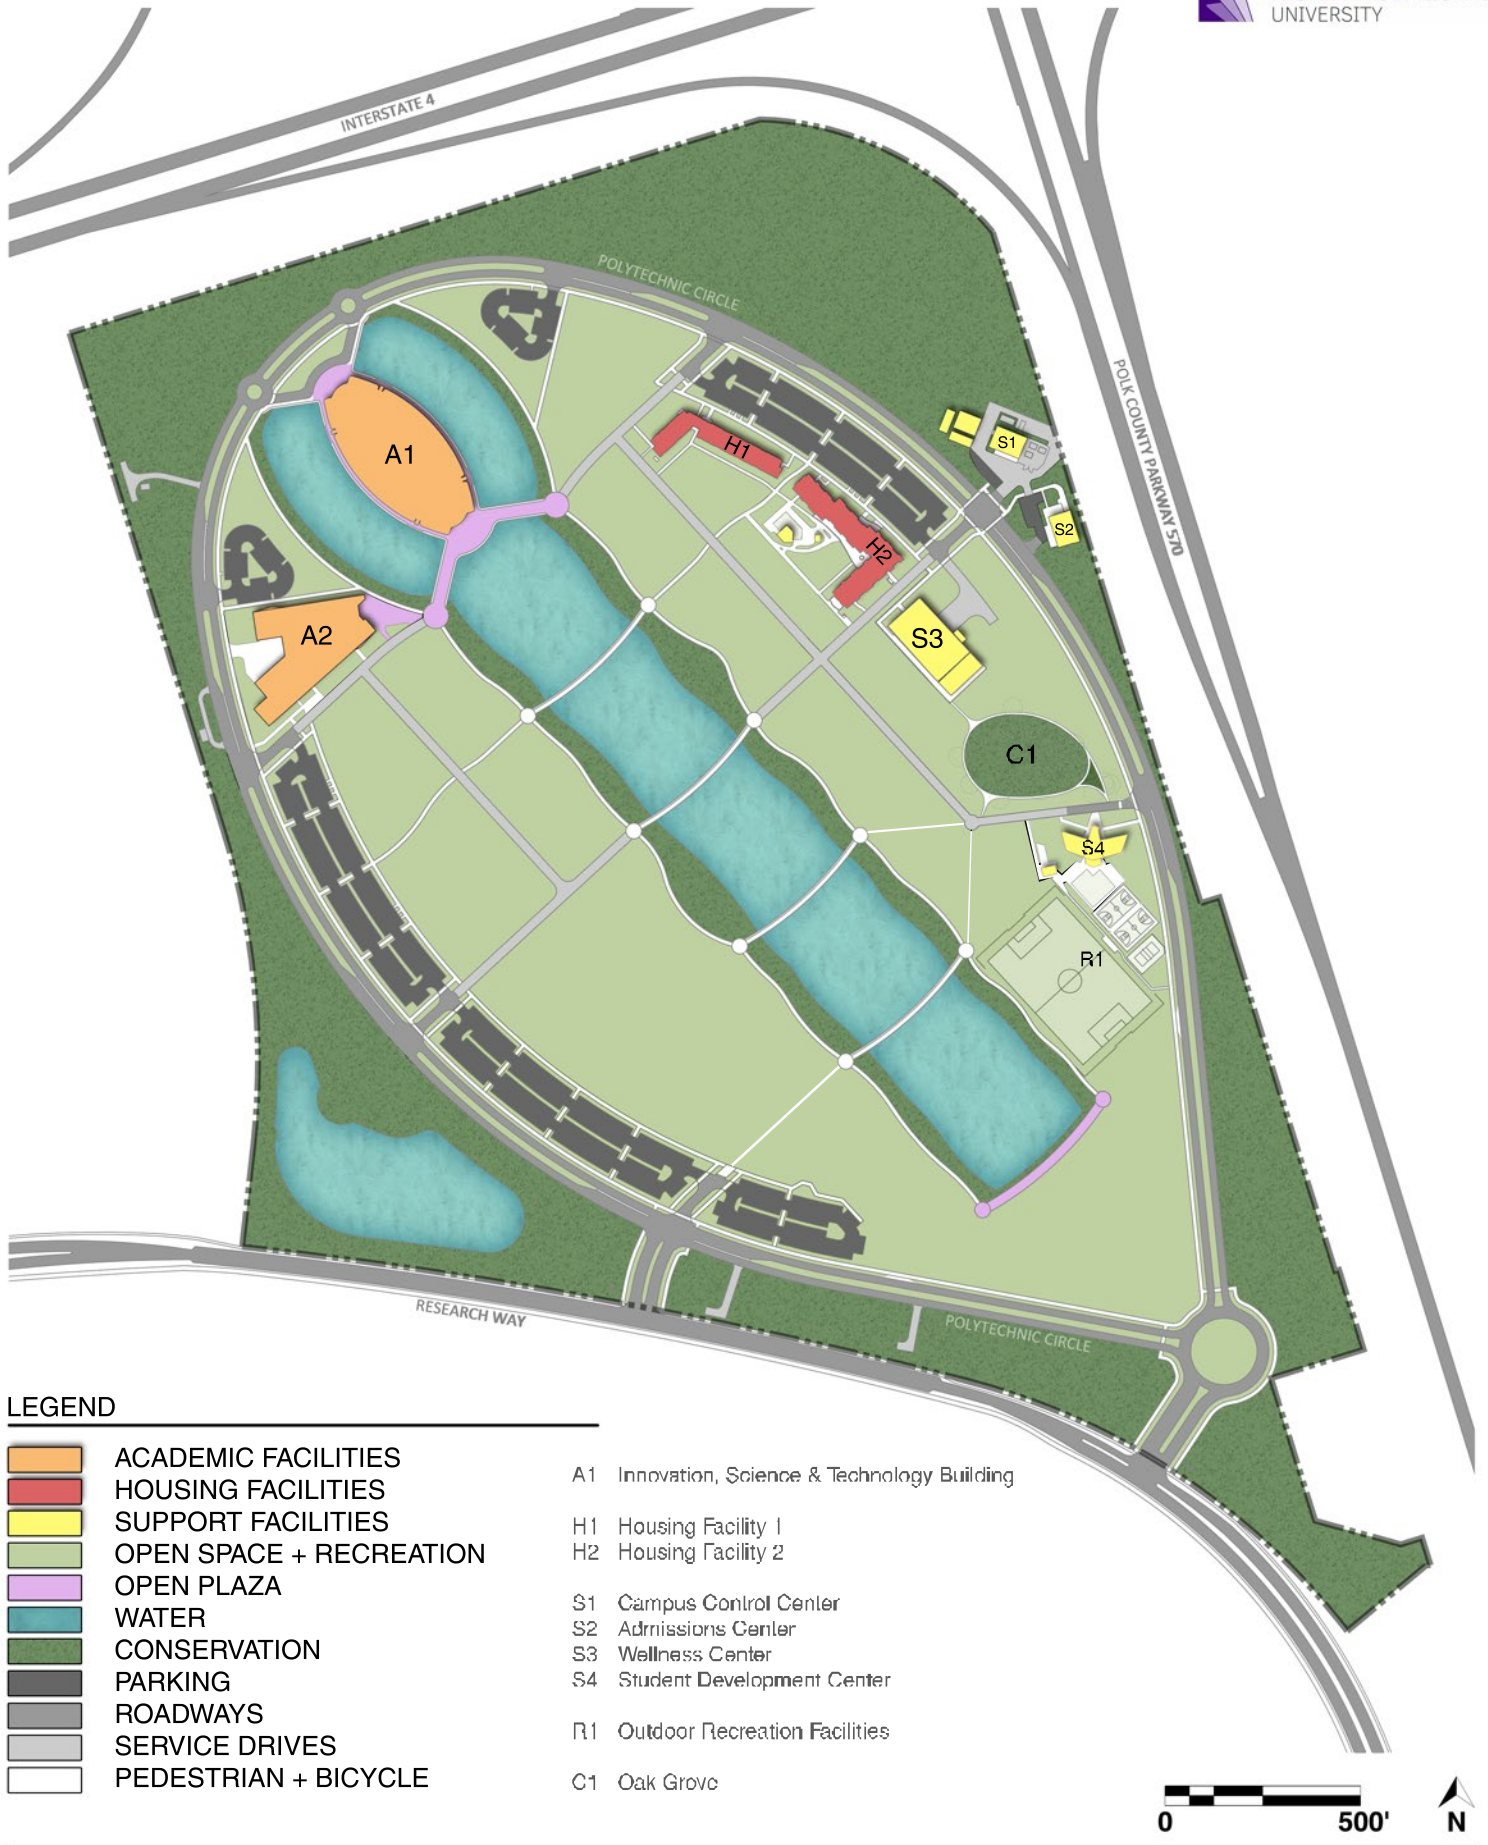 UNIVERSITY
INTERSTATE 4
POLYTECHNIC CIRCLE
POLK COUNTY PARKWAY 570
A1
H1
S1
S2
H2
A2
S3
C1
S4
R1
RESEARCH WAY
POLYTECHNIC CIRCLE
LEGEND
ACADEMIC FACILITIES
HOUSING FACILITIES
SUPPORT FACILITIES
OPEN SPACE + RECREATION
OPEN PLAZA
WATER
CONSERVATION
PARKING
ROADWAYS
SERVICE DRIVES
PEDESTRIAN + BICYCLE
A1 Innovation, Science & Technology Building
H1 Housing Facility 1
H2 Housing Facility 2
S1 Campus Control Center
S2 Admissions Center
S3 Wellness Center
S4 Student Development Center
R1 Outdoor Recreation Facilities
C1 Oak Grove
0 500'
N